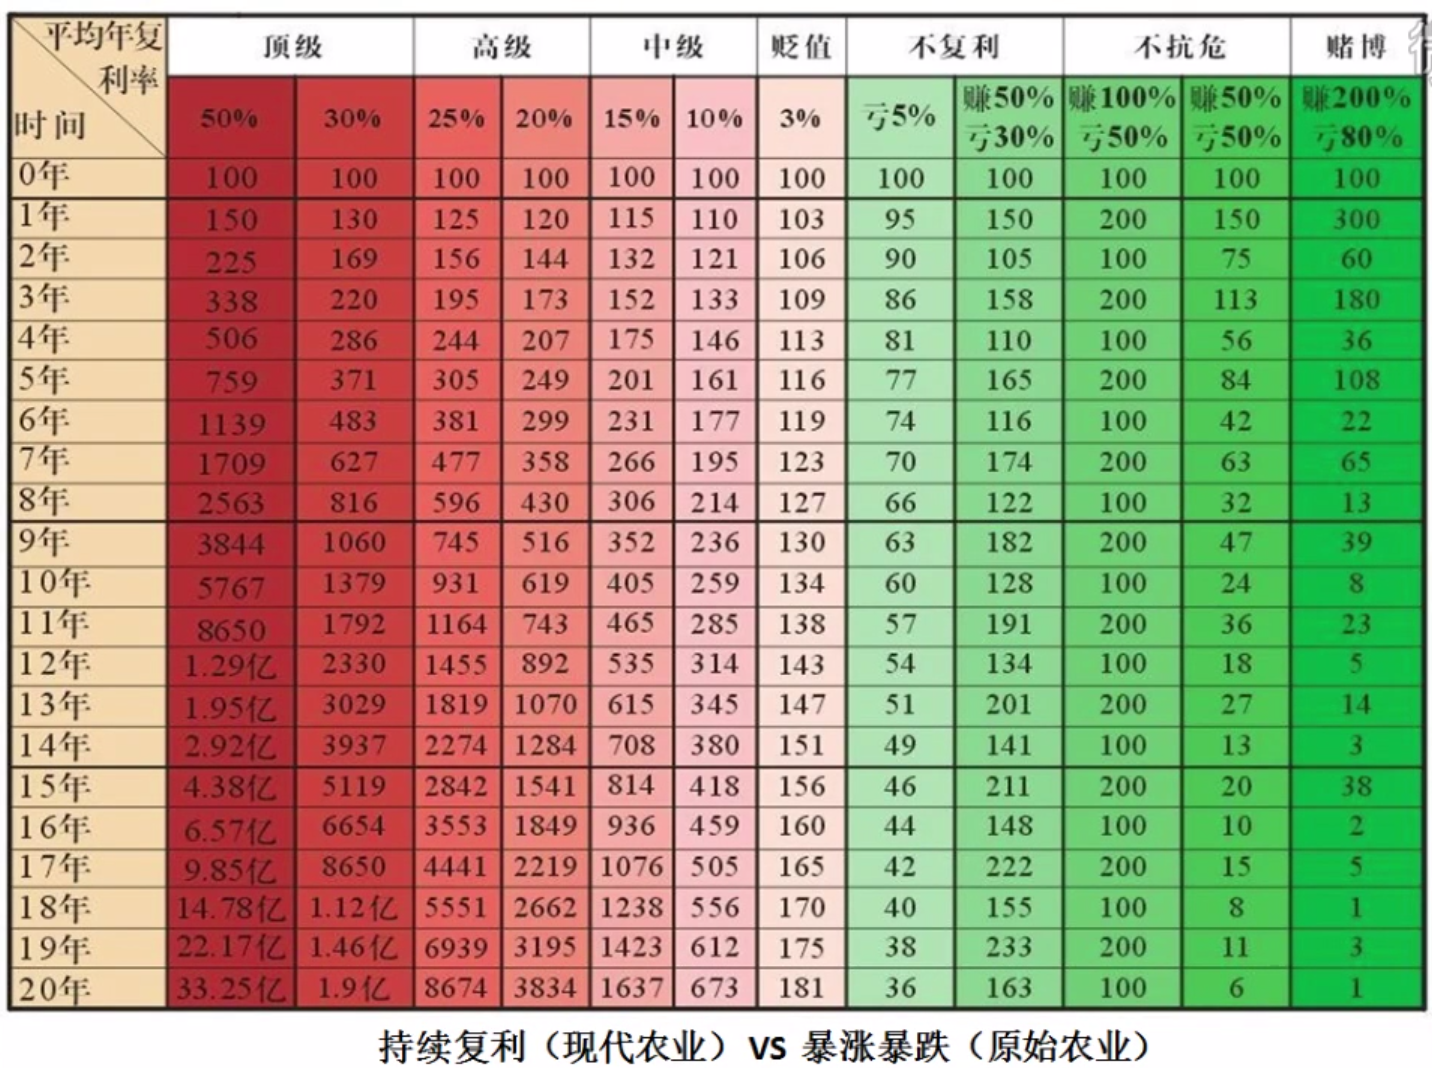 平均年复利率 时间 顶级 高级 中级 贬值 不复利 不抗危 赌博
50% 30% 25% 20% 15% 10% 3% 亏5% 赚50%亏30% 赚100%亏50% 赚50%亏50% 赚200%亏80%
0年 100 100 100 100 100 100 100 100 100 100 100 100
1年 150 130 125 120 115 110 103 95 150 200 150 300
2年 225 169 156 144 132 121 106 90 105 100 75 60
3年 338 220 195 173 152 133 109 86 158 200 113 180
4年 506 286 244 207 175 146 113 81 110 100 56 36
5年 759 371 305 249 201 161 116 77 165 200 84 108
6年 1139 483 381 299 231 177 119 74 116 100 42 22
7年 1709 627 477 358 266 195 123 70 174 200 63 65
8年 2563 816 596 430 306 214 127 66 122 100 32 13
9年 3844 1060 745 516 352 236 130 63 182 200 47 39
10年 5767 1379 931 619 405 259 134 60 128 100 24 8
11年 8650 1792 1164 743 465 285 138 57 191 200 36 23
12年 1.29亿 2330 1455 892 535 314 143 54 134 100 18 5
13年 1.95亿 3029 1819 1070 615 345 147 51 201 200 27 14
14年 2.92亿 3937 2274 1284 708 380 151 49 141 100 13 3
15年 4.38亿 5119 2842 1541 814 418 156 46 211 200 20 38
16年 6.57亿 6654 3553 1849 936 459 160 44 148 100 10 2
17年 9.85亿 8650 4441 2219 1076 505 165 42 222 200 15 5
18年 14.78亿 1.12亿 5551 2662 1238 556 170 40 155 100 8 1
19年 22.17亿 1.46亿 6939 3195 1423 612 175 38 233 200 11 3
20年 33.25亿 1.9亿 8674 3834 1637 673 181 36 163 100 6 1
持续复利（现代农业）VS 暴涨暴跌（原始农业）